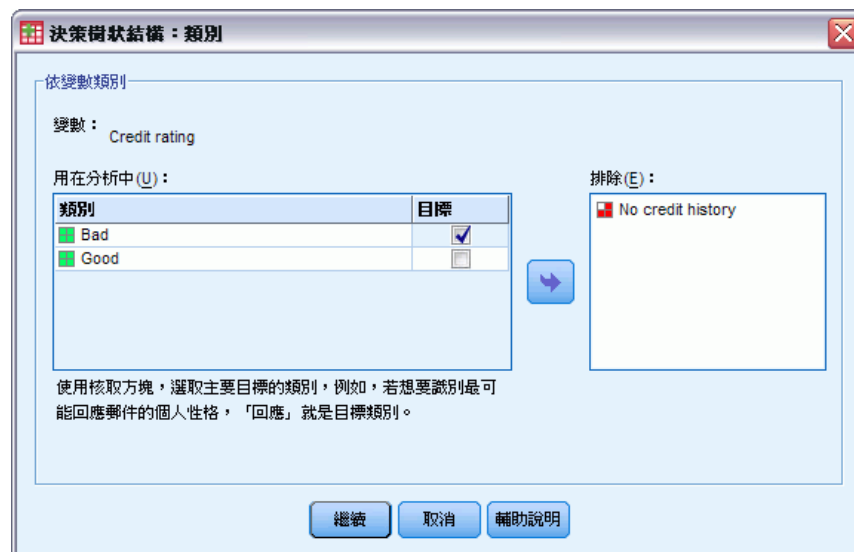 決策樹狀結構：類別
依變數類別
變數：
Credit rating
用在分析中(U)：
類別 目標
Bad
Good
排除(E)：
No credit history
使用核取方塊，選取主要目標的類別，例如，若想要識別最可
能回應郵件的個人性格，「回應」就是目標類別。
繼續 取消 輔助說明